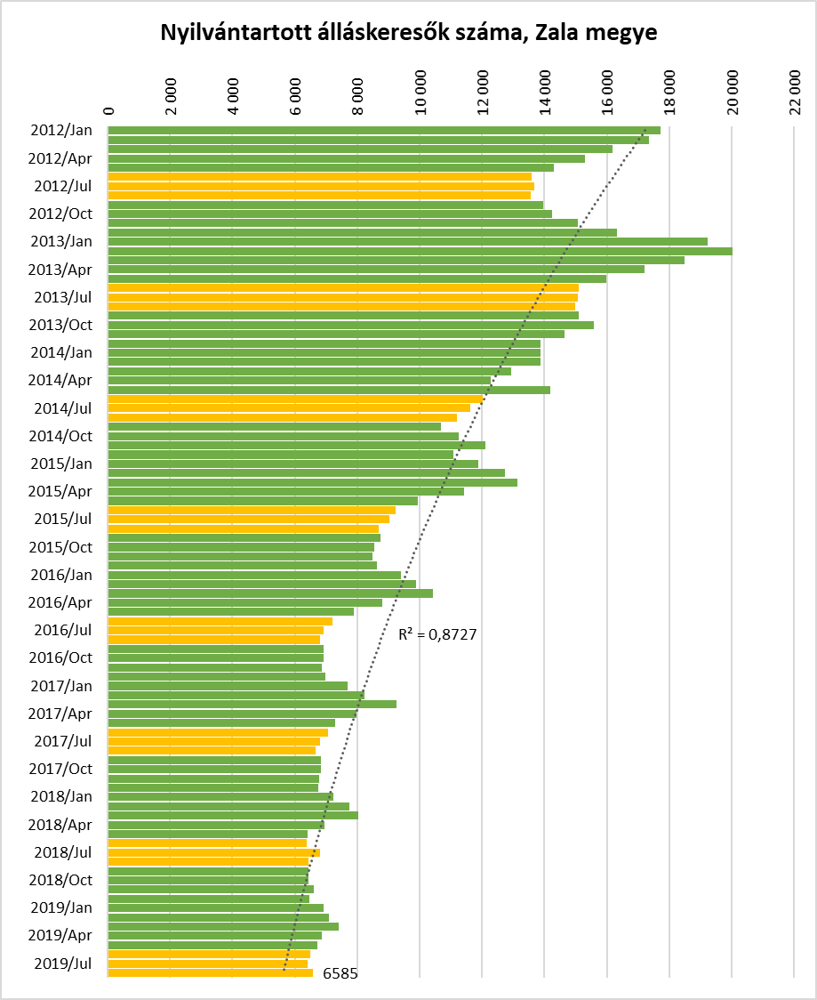 Nyilvántartott álláskeresők száma, Zala megye
0
2 000
4 000
6 000
8 000
10 000
12 000
14 000
16 000
18 000
20 000
22 000
2012/Jan
2012/Apr
2012/Jul
2012/Oct
2013/Jan
2013/Apr
2013/Jul
2013/Oct
2014/Jan
2014/Apr
2014/Jul
2014/Oct
2015/Jan
2015/Apr
2015/Jul
2015/Oct
2016/Jan
2016/Apr
2016/Jul
R² = 0,8727
2016/Oct
2017/Jan
2017/Apr
2017/Jul
2017/Oct
2018/Jan
2018/Apr
2018/Jul
2018/Oct
2019/Jan
2019/Apr
2019/Jul
6585